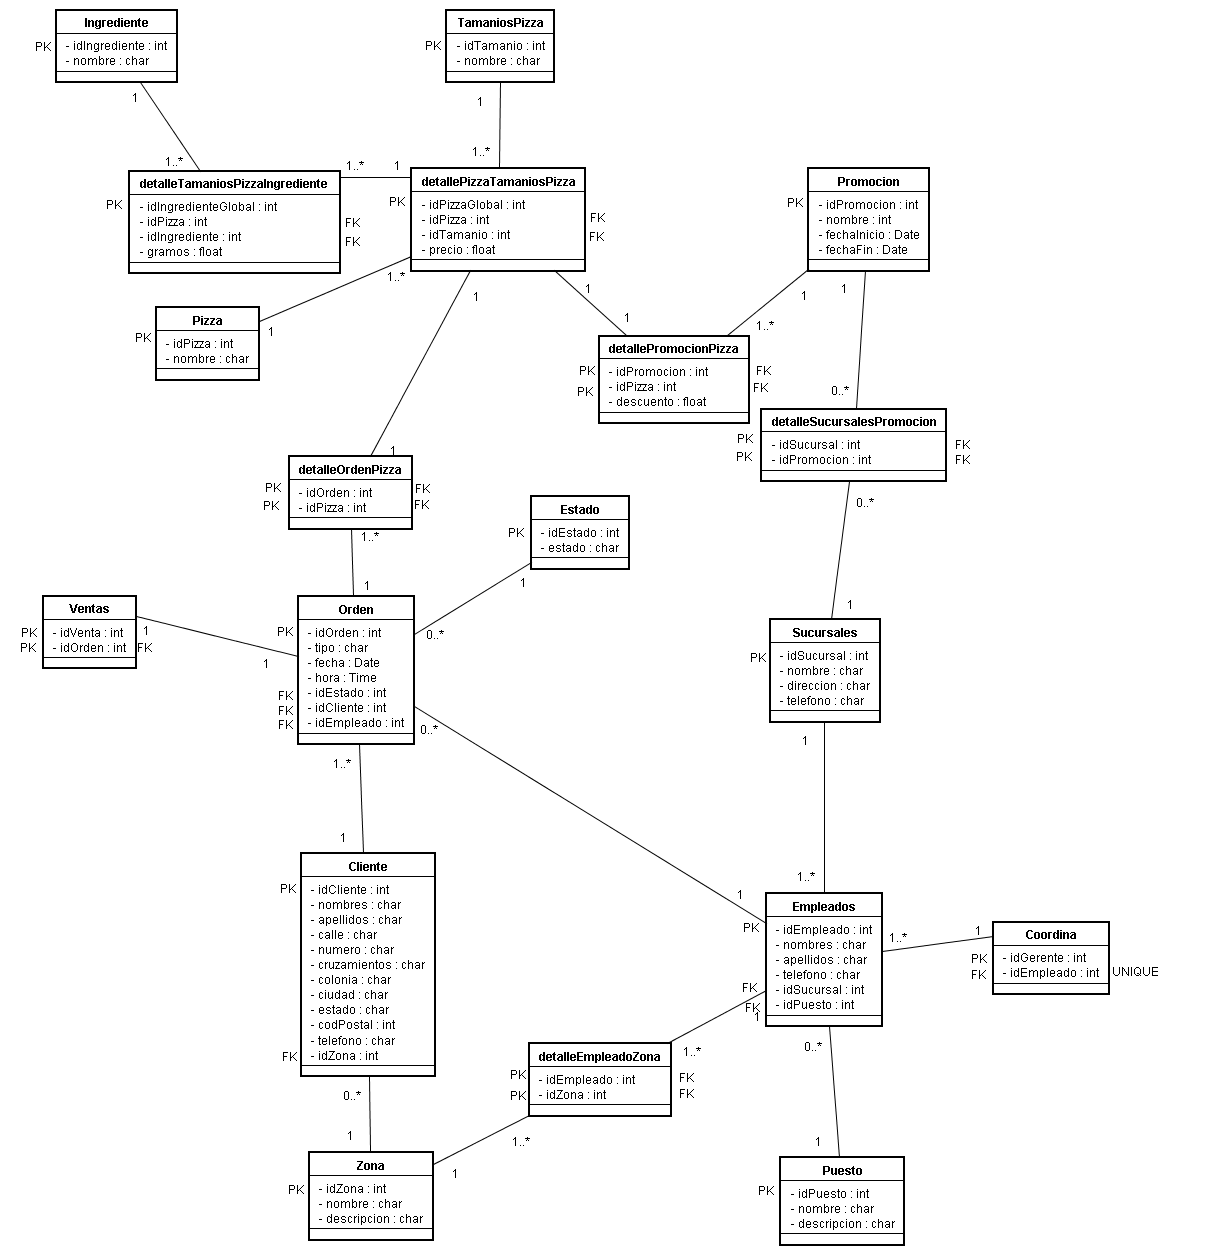 Ingrediente
PK
- idIngrediente : int
- nombre : char
1
1..*
TamaniosPizza
PK
- idTamanio : int
- nombre : char
1
1..*
detalleTamaniosPizzaIngrediente
PK
- idIngredienteGlobal : int
- idPizza : int
- idIngrediente : int
- gramos : float
FK
FK
1..*
1
detallePizzaTamaniosPizza
PK
- idPizzaGlobal : int
- idPizza : int
- idTamanio : int
- precio : float
FK
FK
Promocion
PK
- idPromocion : int
- nombre : int
- fechaInicio : Date
- fechaFin : Date
1..*
1
1
1
1
1
1..*
1
0..*
Pizza
PK
- idPizza : int
- nombre : char
detallePromocionPizza
PK
PK
- idPromocion : int
- idPizza : int
- descuento : float
FK
FK
detalleSucursalesPromocion
PK
PK
- idSucursal : int
- idPromocion : int
FK
FK
0..*
1
1
detalleOrdenPizza
PK
PK
- idOrden : int
- idPizza : int
FK
FK
1..*
1
Estado
PK
- idEstado : int
- estado : char
1
0..*
Ventas
PK
PK
- idVenta : int
- idOrden : int
FK
1
1
Orden
PK
- idOrden : int
- tipo : char
- fecha : Date
- hora : Time
- idEstado : int
- idCliente : int
- idEmpleado : int
FK
FK
FK
0..*
1..*
1
Sucursales
PK
- idSucursal : int
- nombre : char
- direccion : char
- telefono : char
1
1..*
1
Cliente
PK
- idCliente : int
- nombres : char
- apellidos : char
- calle : char
- numero : char
- cruzamientos : char
- colonia : char
- ciudad : char
- estado : char
- codPostal : int
- telefono : char
- idZona : int
FK
0..*
1
Empleados
PK
- idEmpleado : int
- nombres : char
- apellidos : char
- telefono : char
- idSucursal : int
- idPuesto : int
FK
FK
1
1..*
1
Coordina
PK
FK
- idGerente : int
- idEmpleado : int
UNIQUE
detalleEmpleadoZona
PK
PK
- idEmpleado : int
- idZona : int
FK
FK
1..*
1..*
1
0..*
1
Zona
PK
- idZona : int
- nombre : char
- descripcion : char
Puesto
PK
- idPuesto : int
- nombre : char
- descripcion : char